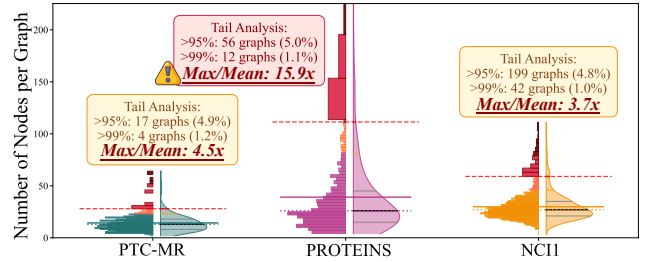 Number of Nodes per Graph
200
150
100
50
0
Tail Analysis:
>95%: 17 graphs (4.9%)
>99%: 4 graphs (1.2%)
Max/Mean: 4.5x
Tail Analysis:
>95%: 56 graphs (5.0%)
>99%: 12 graphs (1.1%)
Max/Mean: 15.9x
Tail Analysis:
>95%: 199 graphs (4.8%)
>99%: 42 graphs (1.0%)
Max/Mean: 3.7x
PTC-MR
PROTEINS
NCI1